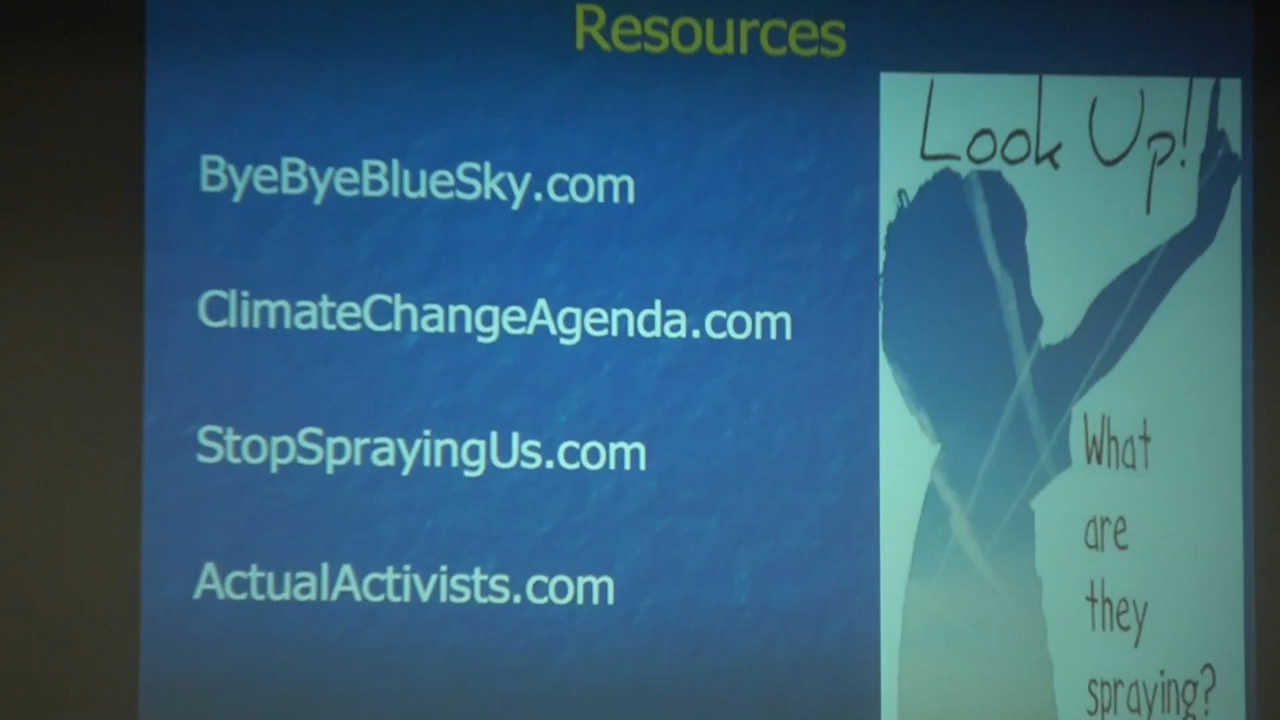 Resources
ByeByeBlueSky.com
ClimateChangeAgenda.com
StopSprayingUs.com
ActualActivists.com
Look Up!
What
are
they
spraying?